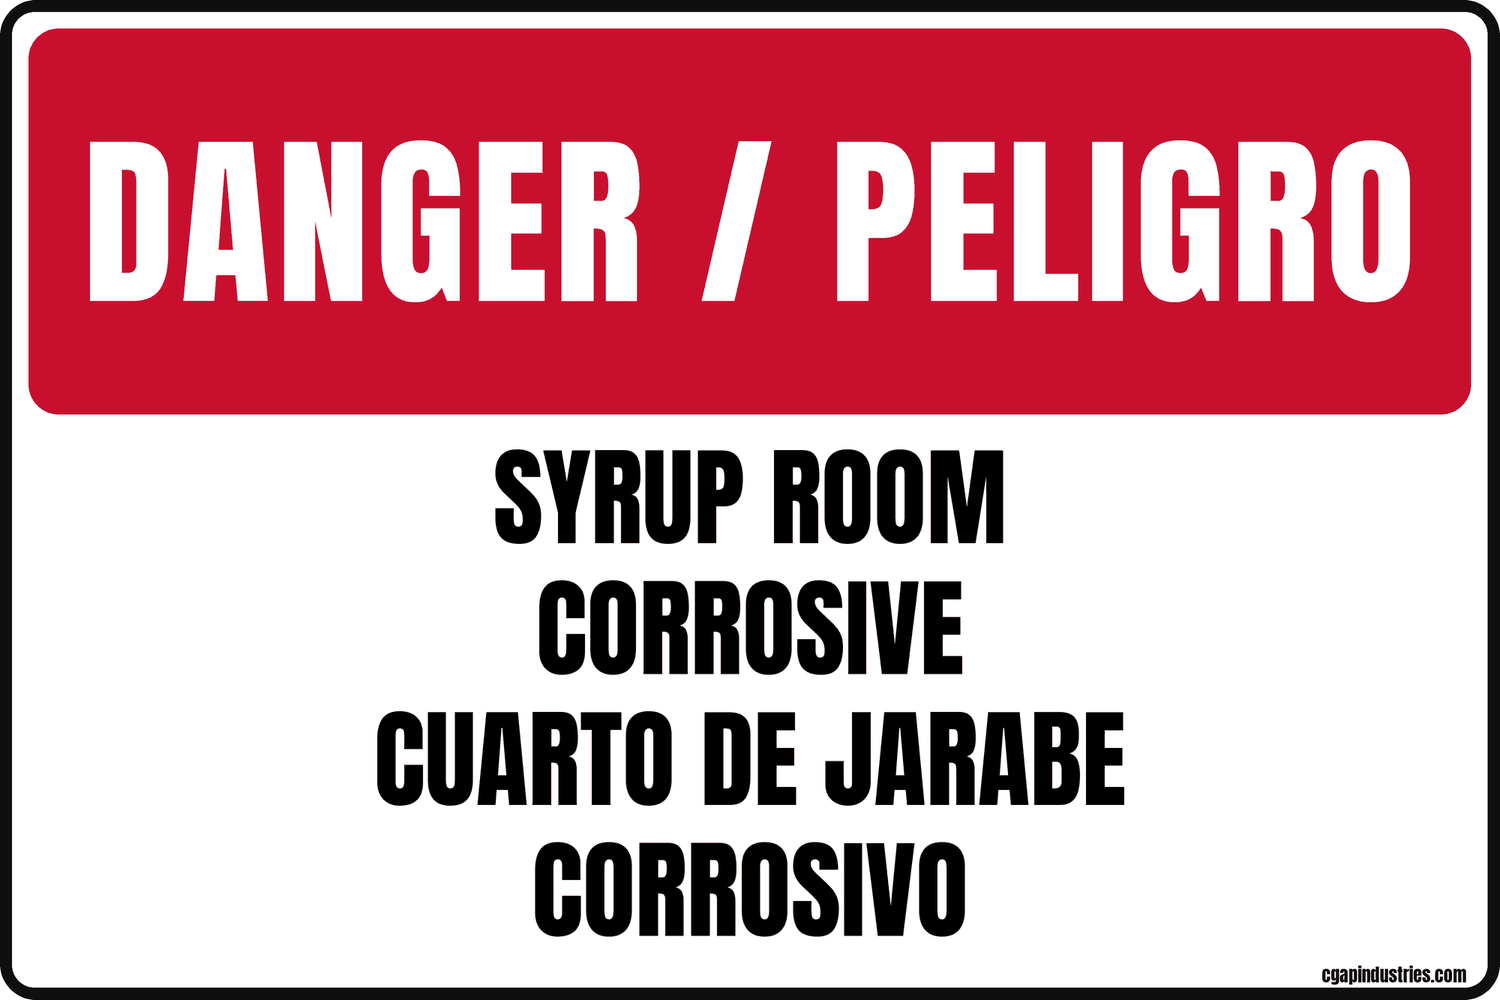 DANGER / PELIGRO
SYRUP ROOM
CORROSIVE
CUARTO DE JARABE
CORROSIVO
cgapindustries.com